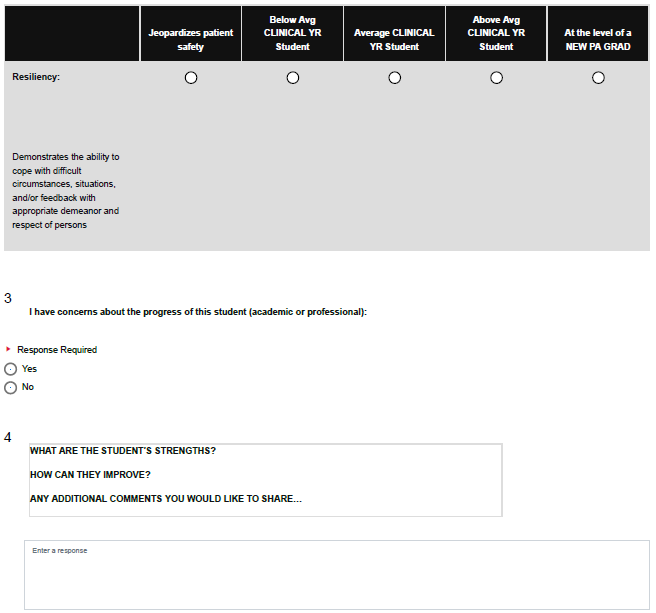 Jeopardizes patient safety
Below Avg CLINICAL YR Student
Average CLINICAL YR Student
Above Avg CLINICAL YR Student
At the level of a NEW PA GRAD
Resiliency:
Demonstrates the ability to
cope with difficult
circumstances, situations,
and/or feedback with
appropriate demeanor and
respect of persons
3
I have concerns about the progress of this student (academic or professional):
Response Required
Yes
No
4
WHAT ARE THE STUDENT'S STRENGTHS?
HOW CAN THEY IMPROVE?
ANY ADDITIONAL COMMENTS YOU WOULD LIKE TO SHARE...
Enter a response